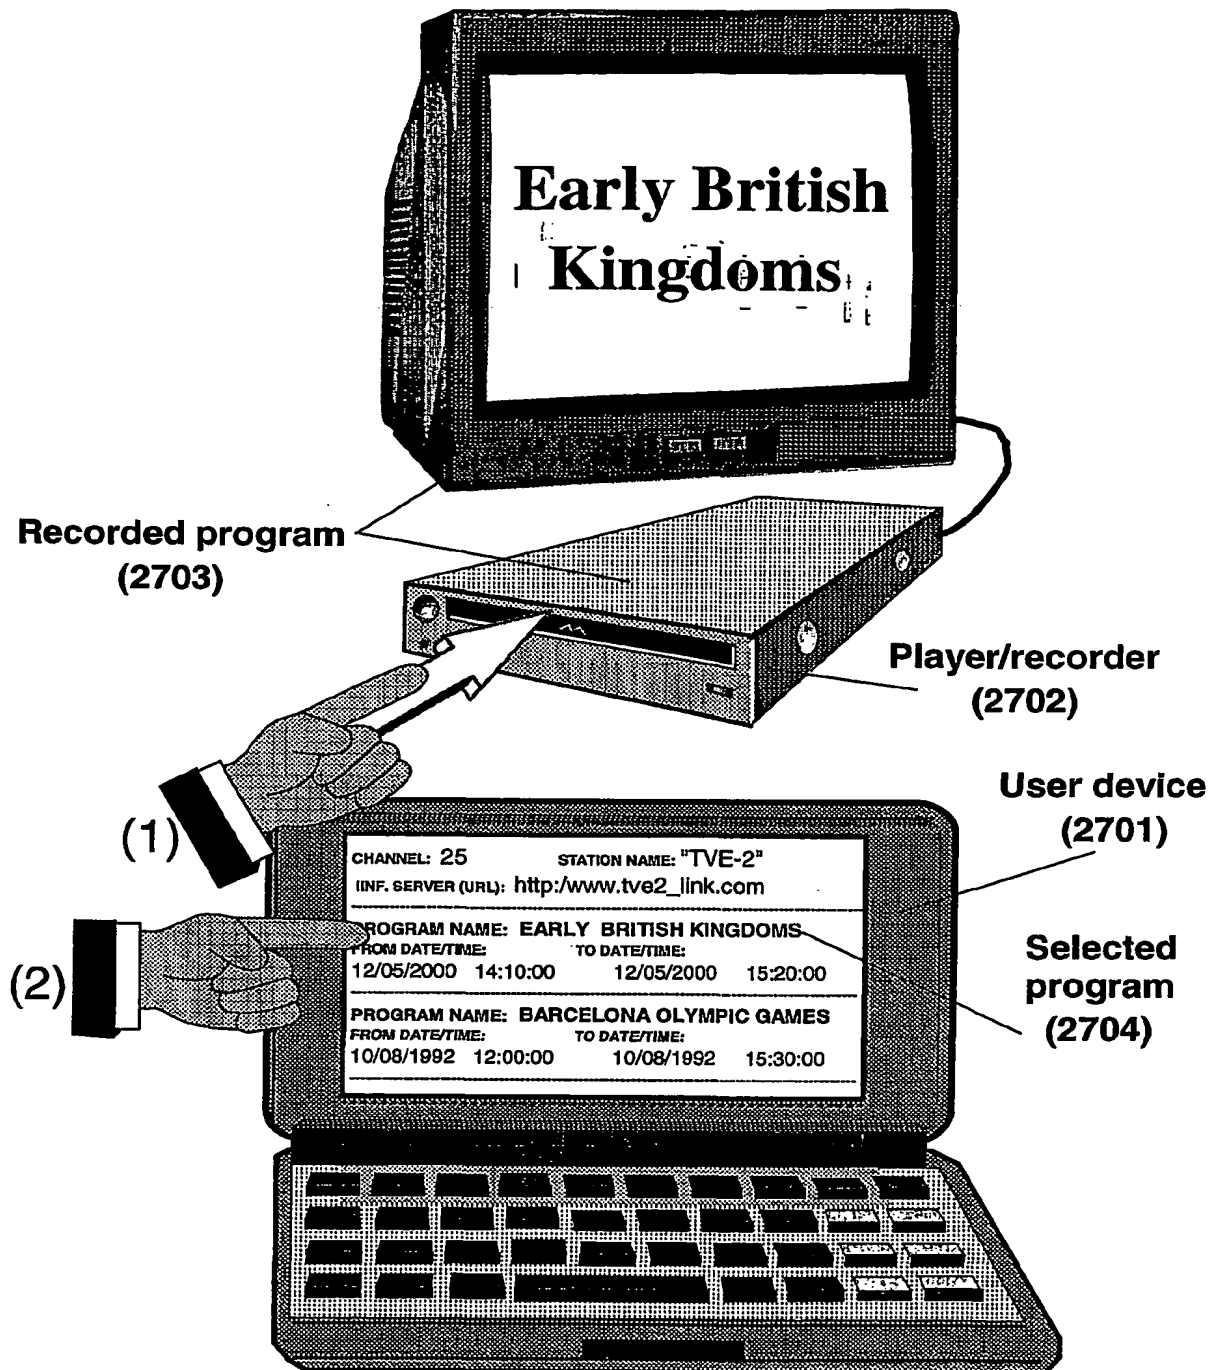 Early British
Kingdoms
Recorded program
(2703)
Player/recorder
(2702)
User device
(2701)
(1)
CHANNEL: 25 STATION NAME: "TVE-2"
IINF. SERVER (URL): http:/www.tve2_link.com
PROGRAM NAME: EARLY BRITISH KINGDOMS
FROM DATE/TIME: TO DATE/TIME:
12/05/2000 14:10:00 12/05/2000 15:20:00
(2)
Selected
program
(2704)
PROGRAM NAME: BARCELONA OLYMPIC GAMES
FROM DATE/TIME: TO DATE/TIME:
10/08/1992 12:00:00 10/08/1992 15:30:00